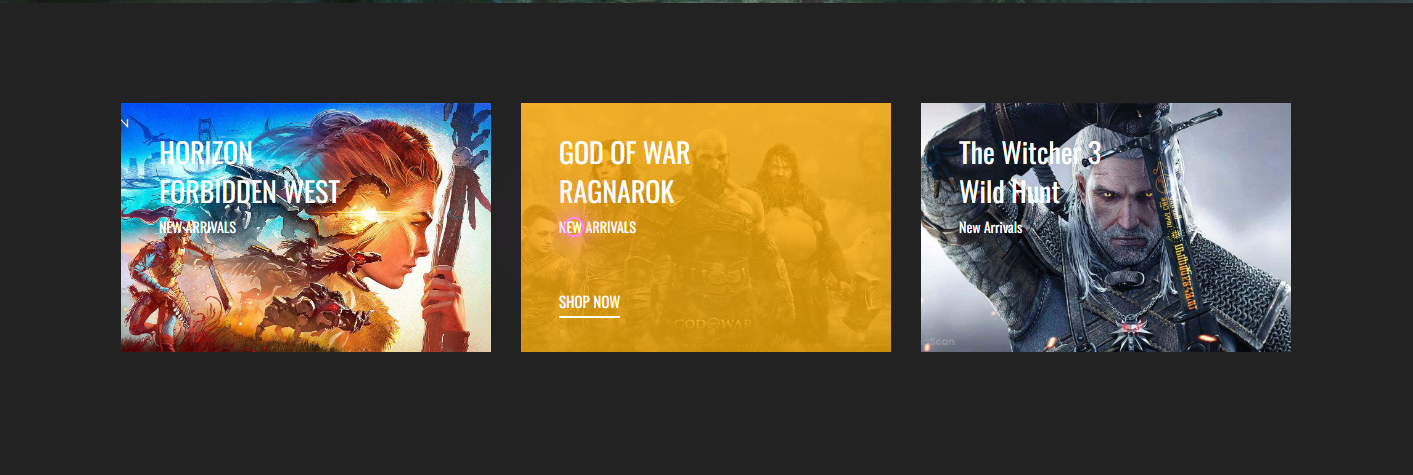 HORIZON
FORBIDDEN WEST
NEW ARRIVALS
GOD OF WAR
RAGNAROK
NEW ARRIVALS
SHOP NOW
GOD OF WAR
The Witcher 3
Wild Hunt
New Arrivals